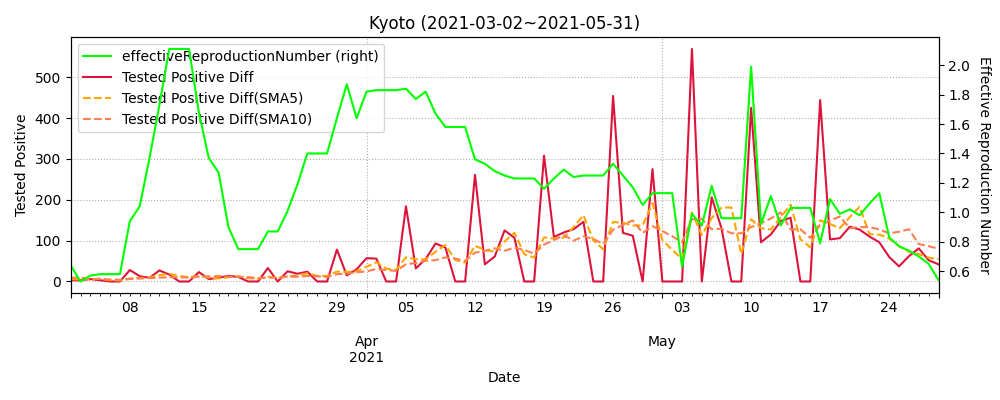 Kyoto (2021-03-02~2021-05-31)
effectiveReproductionNumber (right)
Tested Positive Diff
Tested Positive Diff(SMA5)
Tested Positive Diff(SMA10)
Tested Positive
500
400
300
200
100
0
2.0
1.8
1.6
1.4
1.2
1.0
0.8
0.6
Effective Reproduction Number
08 15 22 29 05 12 19 26 03 10 17 24
Apr May
2021
Date